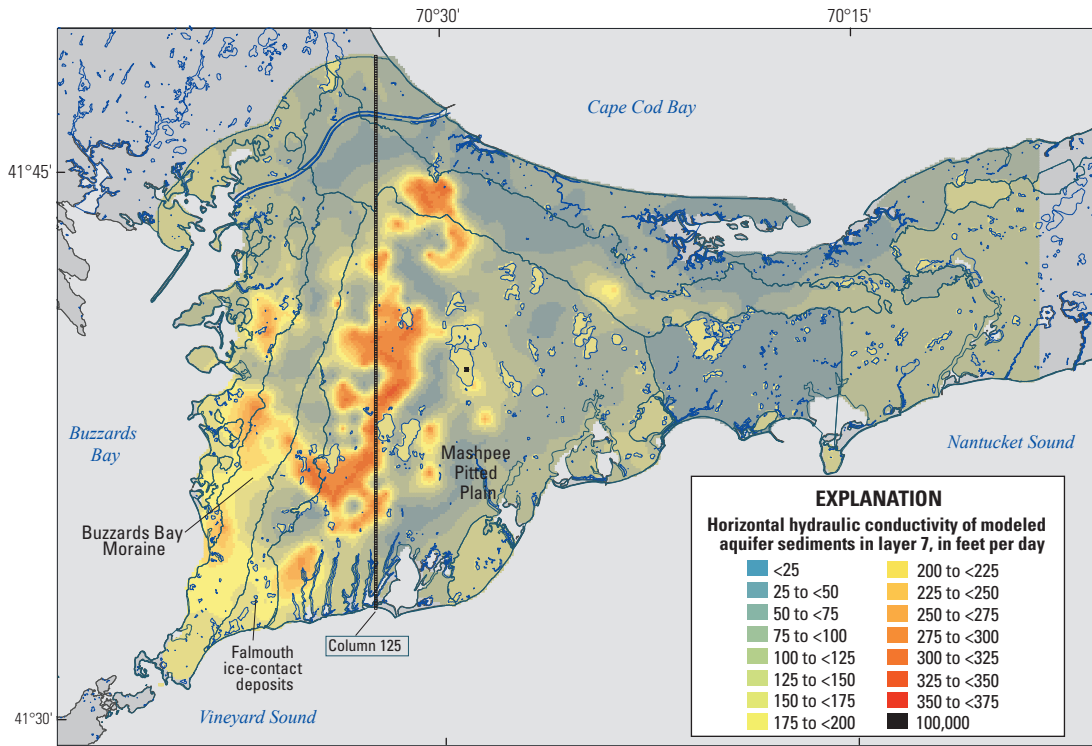 70°30'
70°15'
Cape Cod Bay
41°45'
Buzzards
Bay
Nantucket Sound
Mashpee
Pitted
Plain
Buzzards Bay
Moraine
Column 125
Falmouth
ice-contact
deposits
Vineyard Sound
41°30'
EXPLANATION
Horizontal hydraulic conductivity of modeled
aquifer sediments in layer 7, in feet per day
<25
25 to <50
50 to <75
75 to <100
100 to <125
125 to <150
150 to <175
175 to <200
200 to <225
225 to <250
250 to <275
275 to <300
300 to <325
325 to <350
350 to <375
100,000